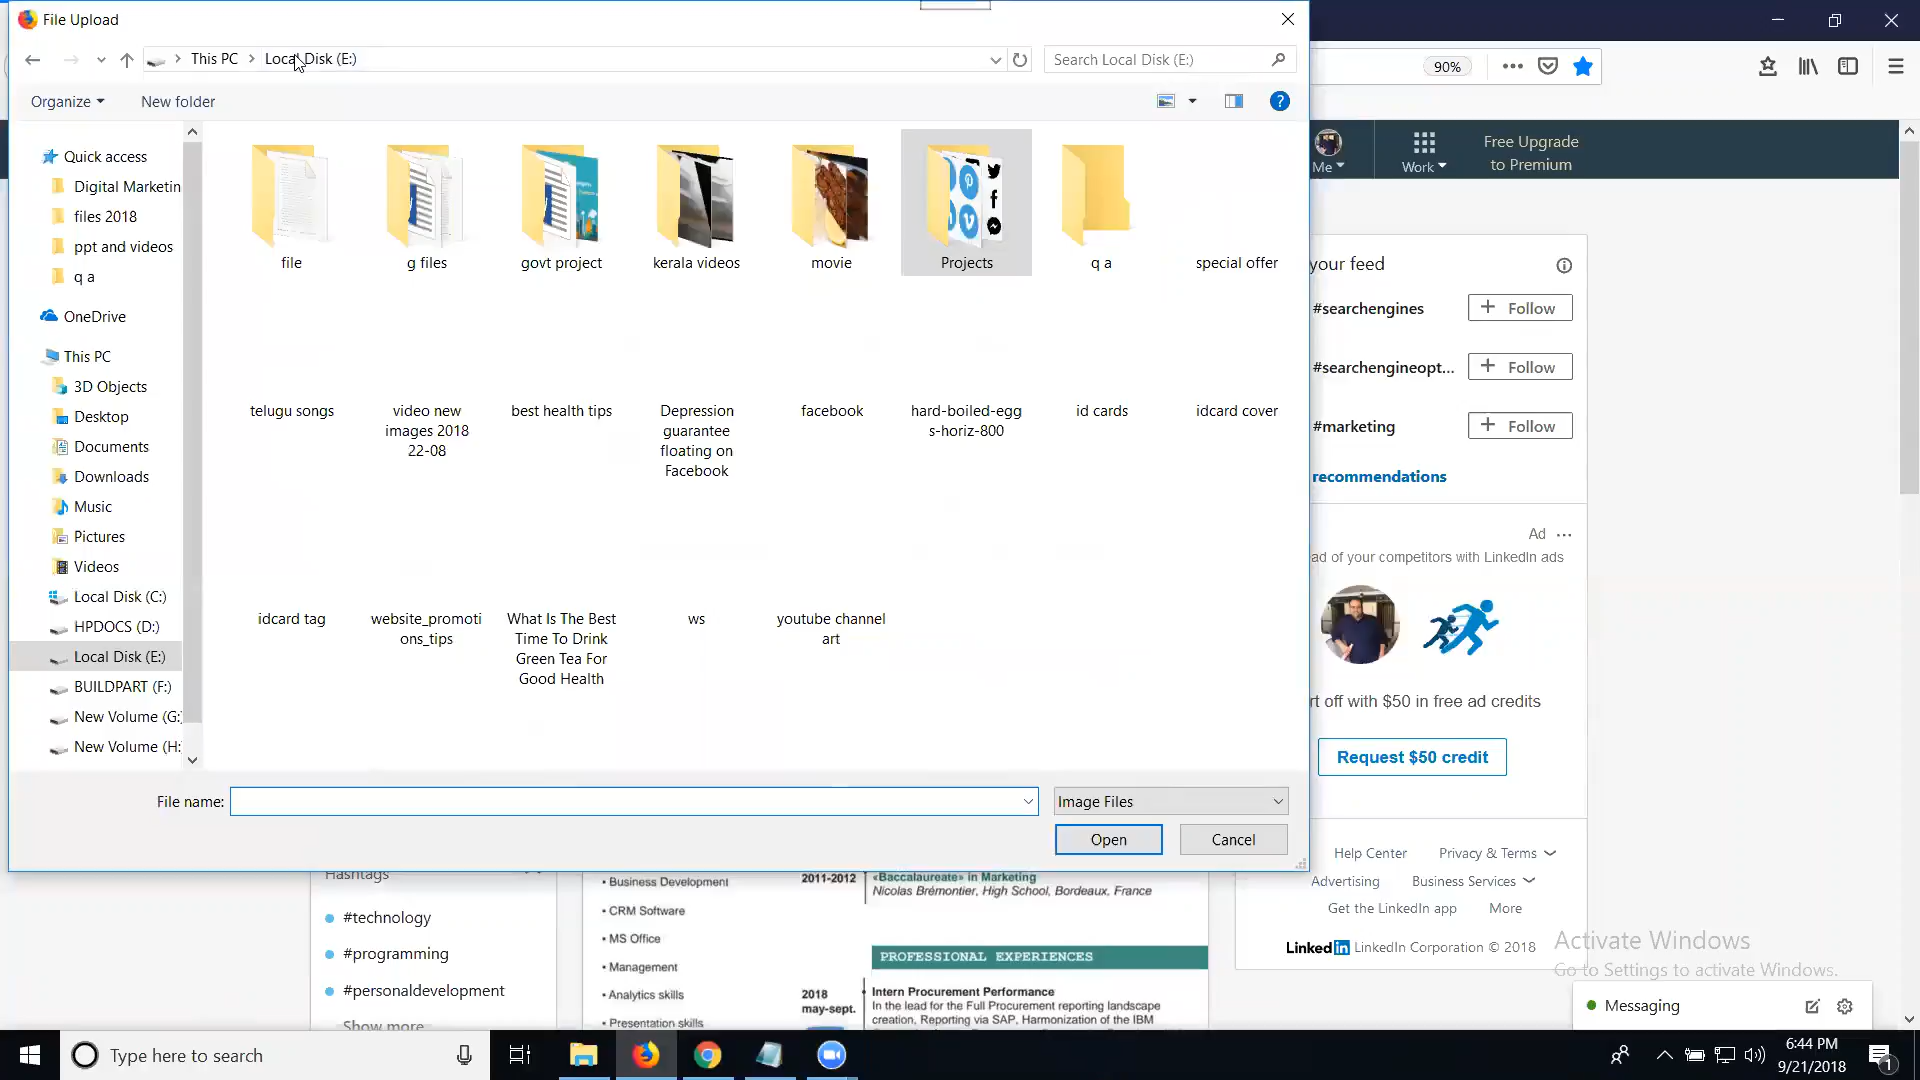 File Upload
This PC > Local Disk (E:)
Search Local Disk (E:)
90%
Organize
New folder
Me
Work
Free Upgrade
to Premium
Quick access
Digital Marketin
files 2018
ppt and videos
q a
OneDrive
This PC
3D Objects
Desktop
Documents
Downloads
Music
Pictures
Videos
Local Disk (C:)
HPDOCS (D:)
Local Disk (E:)
BUILDPART (F:)
New Volume (G:
New Volume (H:
file
g files
govt project
kerala videos
movie
Projects
q a
special offer
telugu songs
video new
images 2018
22-08
best health tips
Depression
guarantee
floating on
Facebook
facebook
hard-boiled-egg
s-horiz-800
id cards
idcard cover
idcard tag
website_promoti
ons_tips
What Is The Best
Time To Drink
Green Tea For
Good Health
ws
youtube channel
art
File name:
Image Files
Open
Cancel
your feed
#searchengines
+ Follow
#searchengineopt...
+ Follow
#marketing
+ Follow
recommendations
Ad ...
ad of your competitors with LinkedIn ads
rt off with $50 in free ad credits
Request $50 credit
Help Center
Privacy & Terms
Advertising
Business Services
Get the LinkedIn app
More
LinkedIn LinkedIn Corporation © 2018
Activate Windows
Go to Settings to activate Windows.
Messaging
Hashtags
#technology
#programming
#personaldevelopment
Show more
• Business Development
• CRM Software
• MS Office
• Management
• Analytics skills
• Presentation skills
2011-2012
«Baccalaureate» in Marketing
Nicolas Brémontier, High School, Bordeaux, France
PROFESSIONAL EXPERIENCES
2018
may-sept.
Intern Procurement Performance
In the lead for the Full Procurement reporting landscape
creation, Reporting via SAP, Harmonization of the IBM
Type here to search
6:44 PM
9/21/2018
1